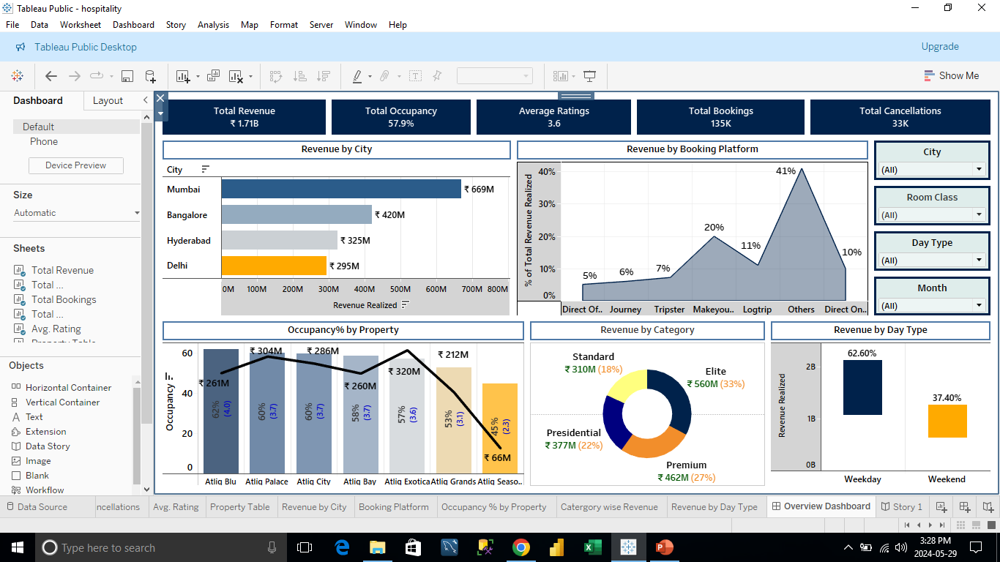 Tableau Public - hospitality
File Data Worksheet Dashboard Story Analysis Map Format Server Window Help
Tableau Public Desktop
Upgrade
Show Me
Dashboard Layout
Default
Phone
Device Preview
Size
Automatic
Sheets
Total Revenue
Total ...
Total Bookings
Total ...
Avg. Rating
Property Table
Objects
Horizontal Container
Vertical Container
Text
Extension
Data Story
Image
Blank
Workflow
Total Revenue
₹ 1.71B
Total Occupancy
57.9%
Average Ratings
3.6
Total Bookings
135K
Total Cancellations
33K
Revenue by City
City
Mumbai ₹ 669M
Bangalore ₹ 420M
Hyderabad ₹ 325M
Delhi ₹ 295M
0M 100M 200M 300M 400M 500M 600M 700M 800M
Revenue Realized
Revenue by Booking Platform
% of Total Revenue Realized
40%
30%
20%
10%
0%
5% 6% 7% 20% 11% 41% 10%
Direct Of.. Journey Tripster Makeyou.. Logtrip Others Direct On..
City
(All)
Room Class
(All)
Day Type
(All)
Month
(All)
Occupancy% by Property
Occupancy
60
40
20
0
₹ 261M ₹ 304M ₹ 286M ₹ 260M ₹ 320M ₹ 212M ₹ 66M
62% 60% 60% 58% 57% 53% 45%
(4.0) (3.7) (3.7) (3.7) (3.6) (3.1) (2.3)
Atliq Blu Atliq Palace Atliq City Atliq Bay Atliq Exotica Atliq Grands Atliq Seaso..
Revenue by Category
Standard
₹ 310M (18%)
Elite
₹ 560M (33%)
Presidential
₹ 377M (22%)
Premium
₹ 462M (27%)
Revenue by Day Type
Revenue Realized
2B
1B
0B
62.60%
37.40%
Weekday Weekend
Data Source ncellations Avg. Rating Property Table Revenue by City Booking Platform Occupancy % by Property Catergory wise Revenue Revenue by Day Type Overview Dashboard Story 1
Type here to search
3:28 PM
2024-05-29